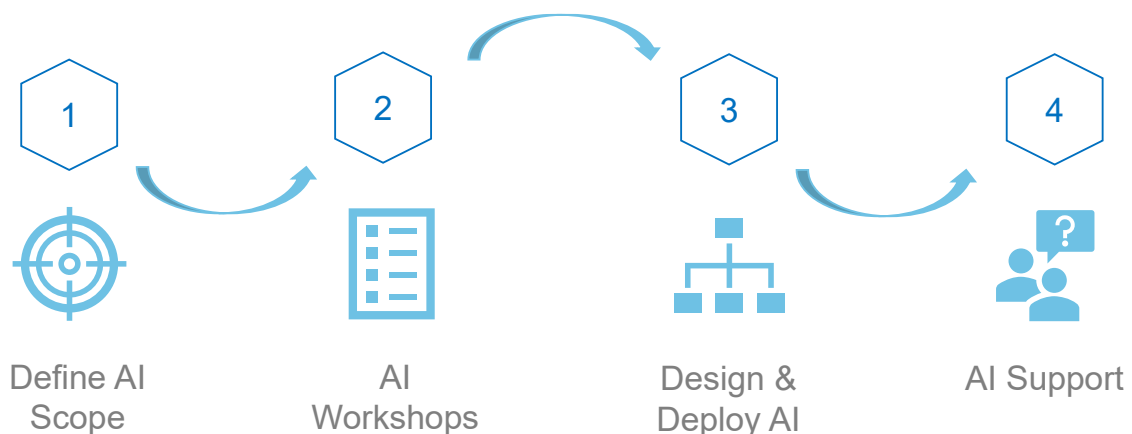 1
2
3
4
?
Define AI
Scope
AI
Workshops
Design &
Deploy AI
AI Support